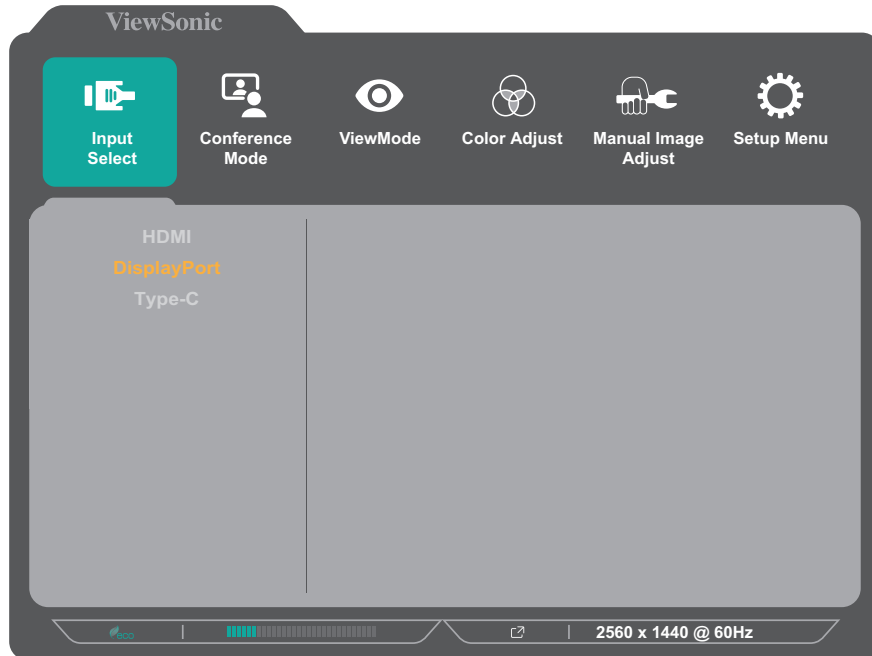 ViewSonic
Input
Select
Conference
Mode
ViewMode
Color Adjust
Manual Image
Adjust
Setup Menu
HDMI
DisplayPort
Type-C
eco
2560 x 1440 @ 60Hz